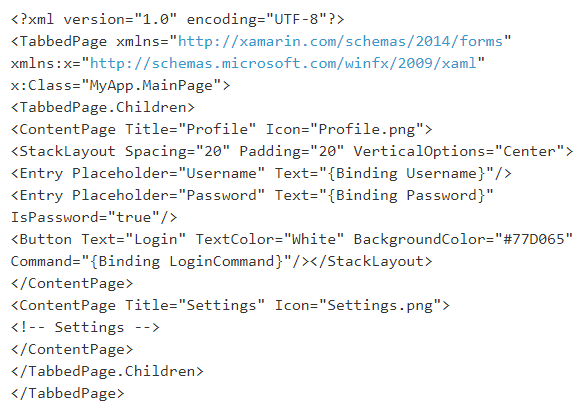 <?xml version="1.0" encoding="UTF-8"?>
<TabbedPage xmlns="http://xamarin.com/schemas/2014/forms"
xmlns:x="http://schemas.microsoft.com/winfx/2009/xaml"
x:Class="MyApp.MainPage">
<TabbedPage.Children>
<ContentPage Title="Profile" Icon="Profile.png">
<StackLayout Spacing="20" Padding="20" VerticalOptions="Center">
<Entry Placeholder="Username" Text="{Binding Username}"/>
<Entry Placeholder="Password" Text="{Binding Password}"
IsPassword="true"/>
<Button Text="Login" TextColor="White" BackgroundColor="#77D065"
Command="{Binding LoginCommand}"/></StackLayout>
</ContentPage>
<ContentPage Title="Settings" Icon="Settings.png">
<!-- Settings -->
</ContentPage>
</TabbedPage.Children>
</TabbedPage>